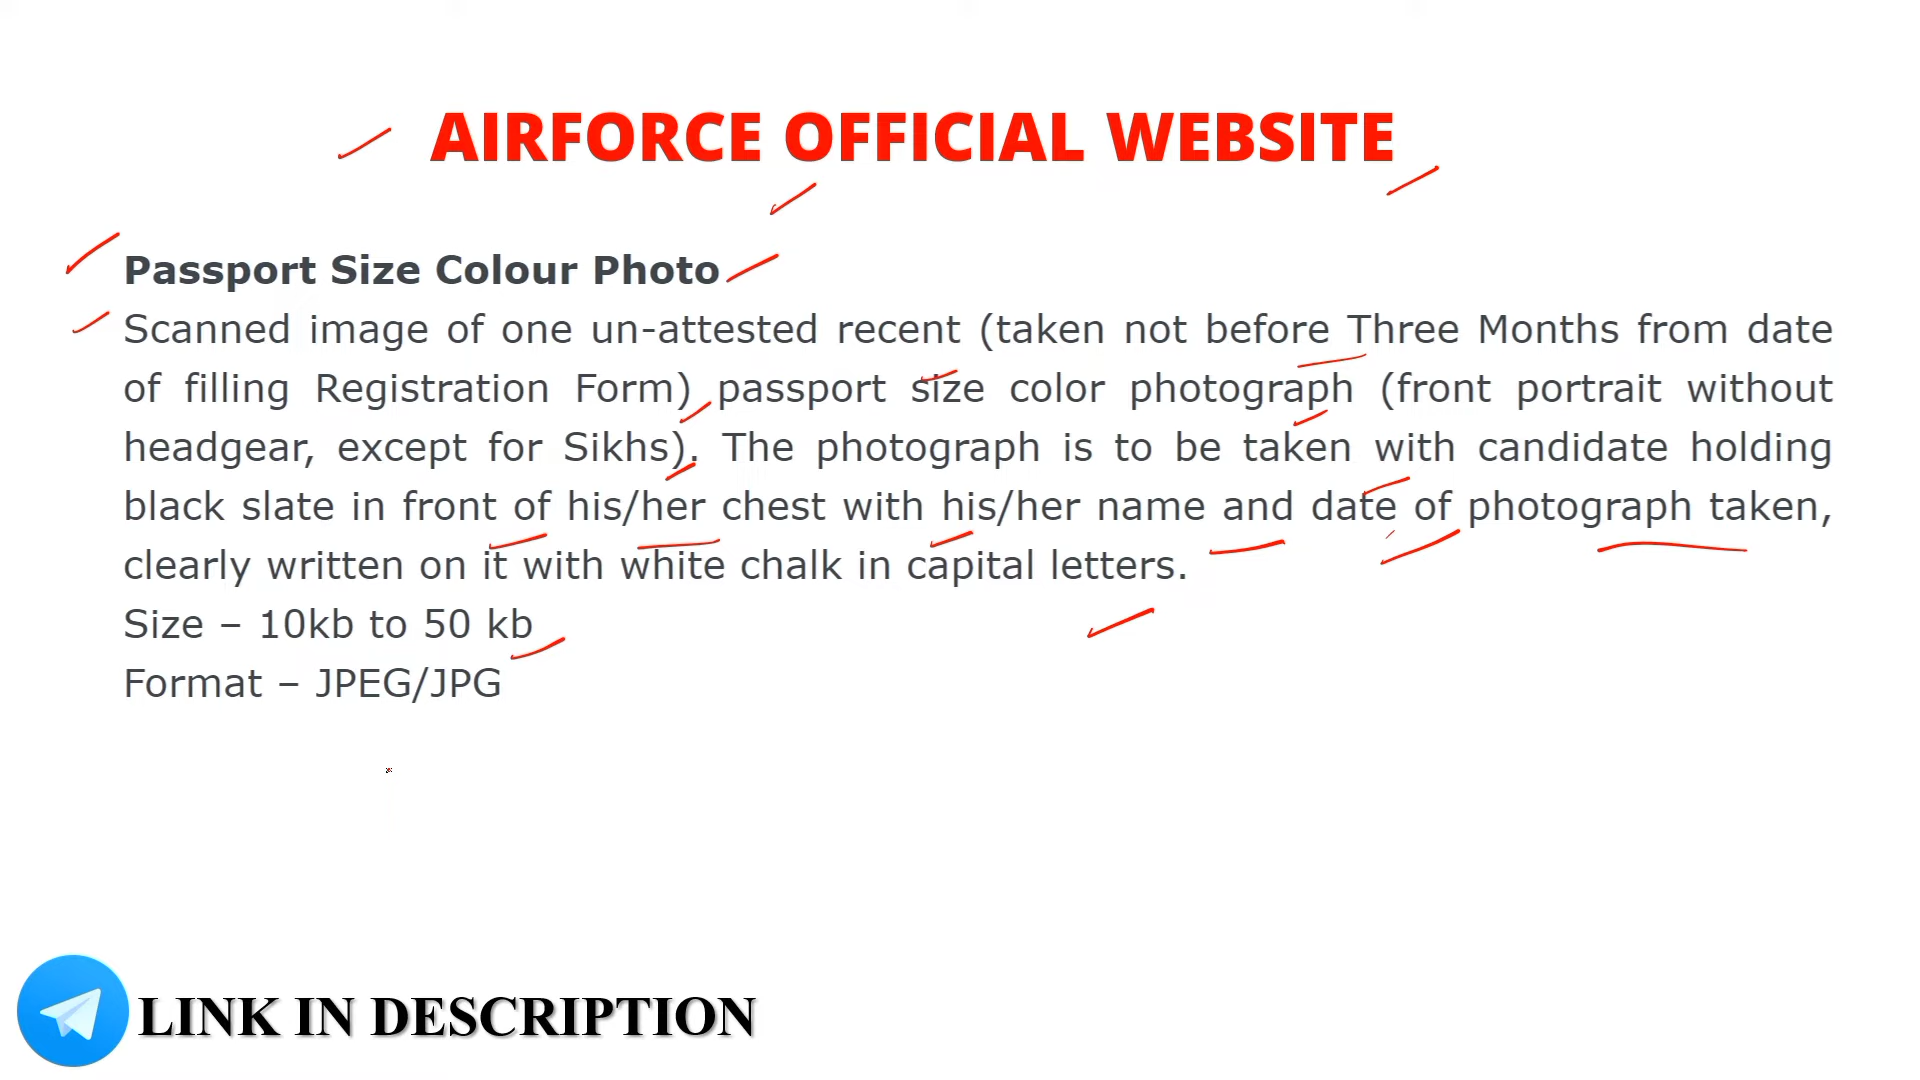 AIRFORCE OFFICIAL WEBSITE
Passport Size Colour Photo
Scanned image of one un-attested recent (taken not before Three Months from date
of filling Registration Form) passport size color photograph (front portrait without
headgear, except for Sikhs). The photograph is to be taken with candidate holding
black slate in front of his/her chest with his/her name and date of photograph taken,
clearly written on it with white chalk in capital letters.
Size – 10kb to 50 kb
Format – JPEG/JPG
LINK IN DESCRIPTION